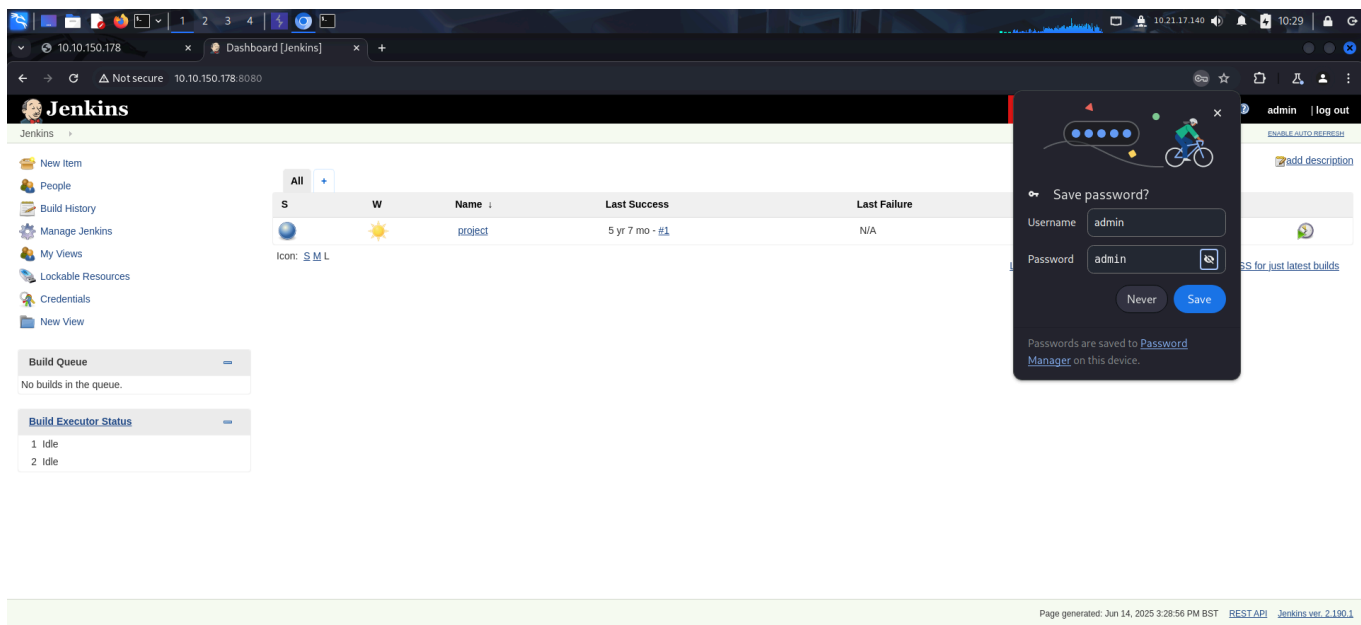 1 2 3 4 10.21.17.140 10:29
10.10.150.178 Dashboard [Jenkins]
Not secure 10.10.150.178:8080
Jenkins admin | log out
Jenkins ENABLE AUTO REFRESH
New Item
People
Build History
Manage Jenkins
My Views
Lockable Resources
Credentials
New View
Build Queue
No builds in the queue.
Build Executor Status
1 Idle
2 Idle
add description
All +
S W Name ↓ Last Success Last Failure
project 5 yr 7 mo - #1 N/A
Icon: S M L
SS for just latest builds
Save password?
Username admin
Password admin
Never Save
Passwords are saved to Password
Manager on this device.
Page generated: Jun 14, 2025 3:28:56 PM BST REST API Jenkins ver. 2.190.1